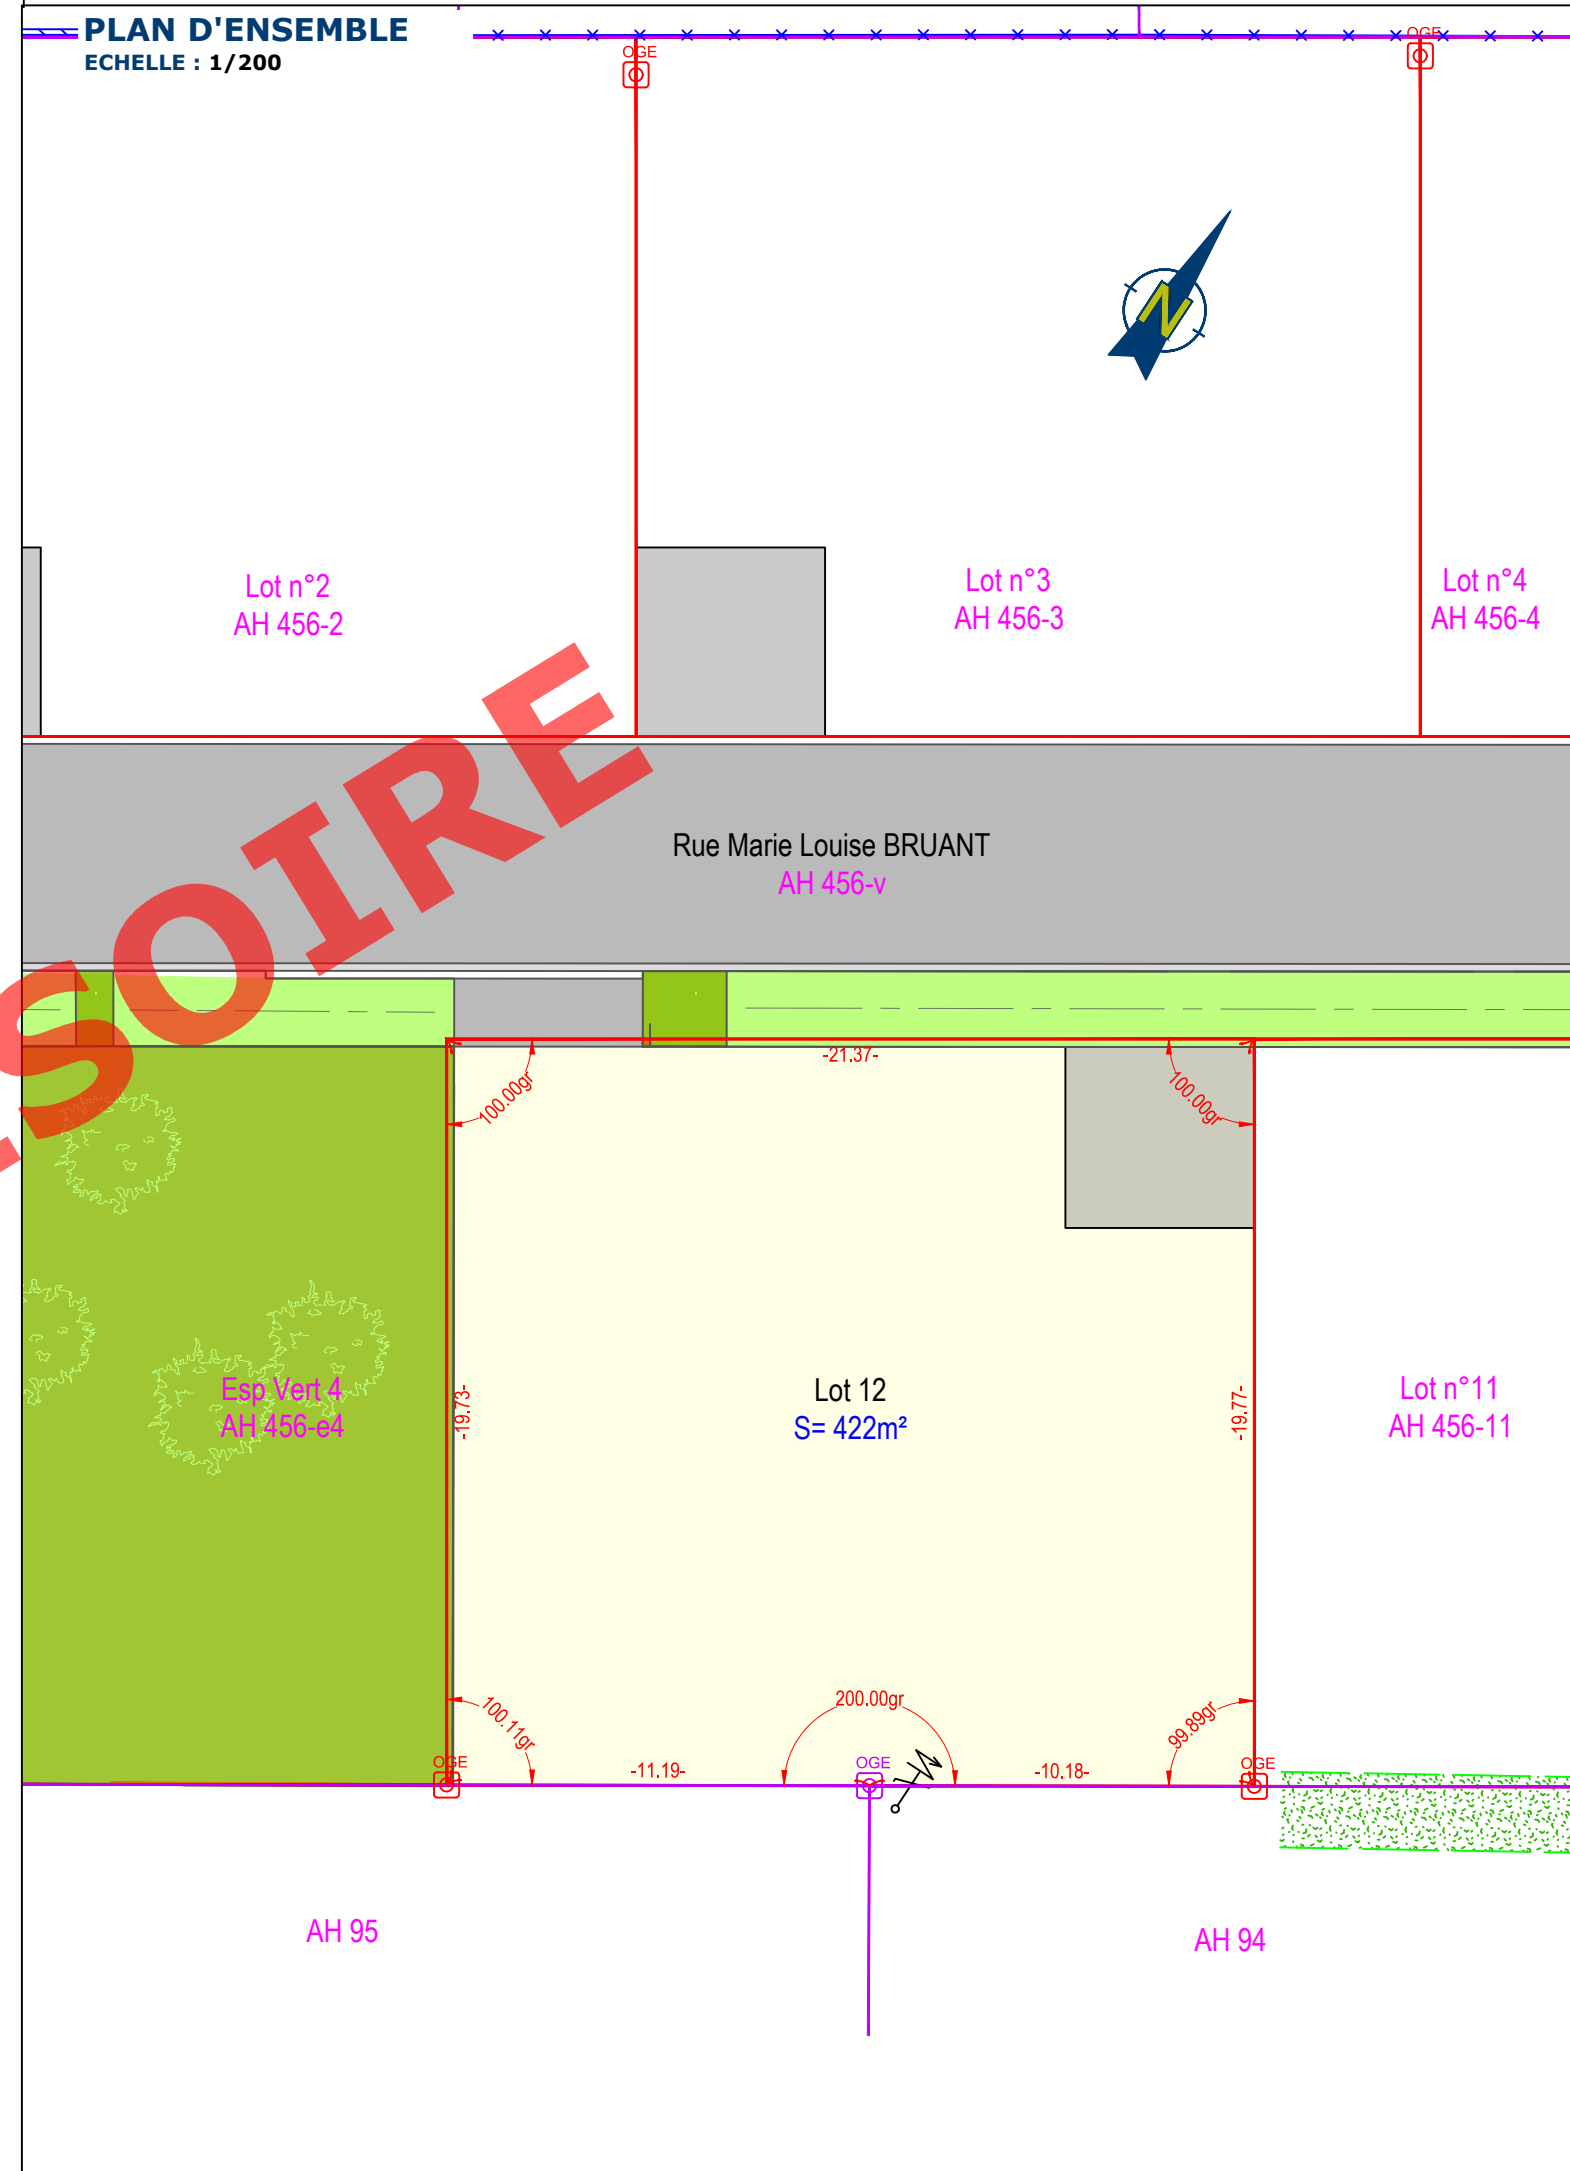 PLAN D'ENSEMBLE
ECHELLE : 1/200
OGE
OGE
N
Lot n°2
AH 456-2
Lot n°3
AH 456-3
Lot n°4
AH 456-4
SOIRE
Rue Marie Louise BRUANT
AH 456-v
-21.37-
100.00gr
100.00gr
Esp Vert 4
AH 456-e4
-19.73-
Lot 12
S= 422m²
-19.77-
Lot n°11
AH 456-11
100.11gr
200.00gr
99.89gr
OGE
-11.19-
OGE
-10.18-
OGE
AH 95
AH 94